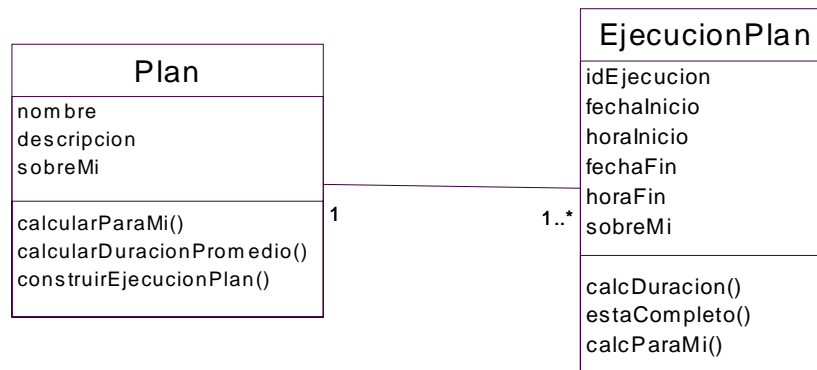 Plan
nombre
descripcion
sobreMi
calcularParaMi()
calcularDuracionPromedio()
construirEjecucionPlan()
1
1..*
EjecucionPlan
idEjecucion
fechaInicio
horaInicio
fechaFin
horaFin
sobreMi
calcDuracion()
estaCompleto()
calcParaMi()